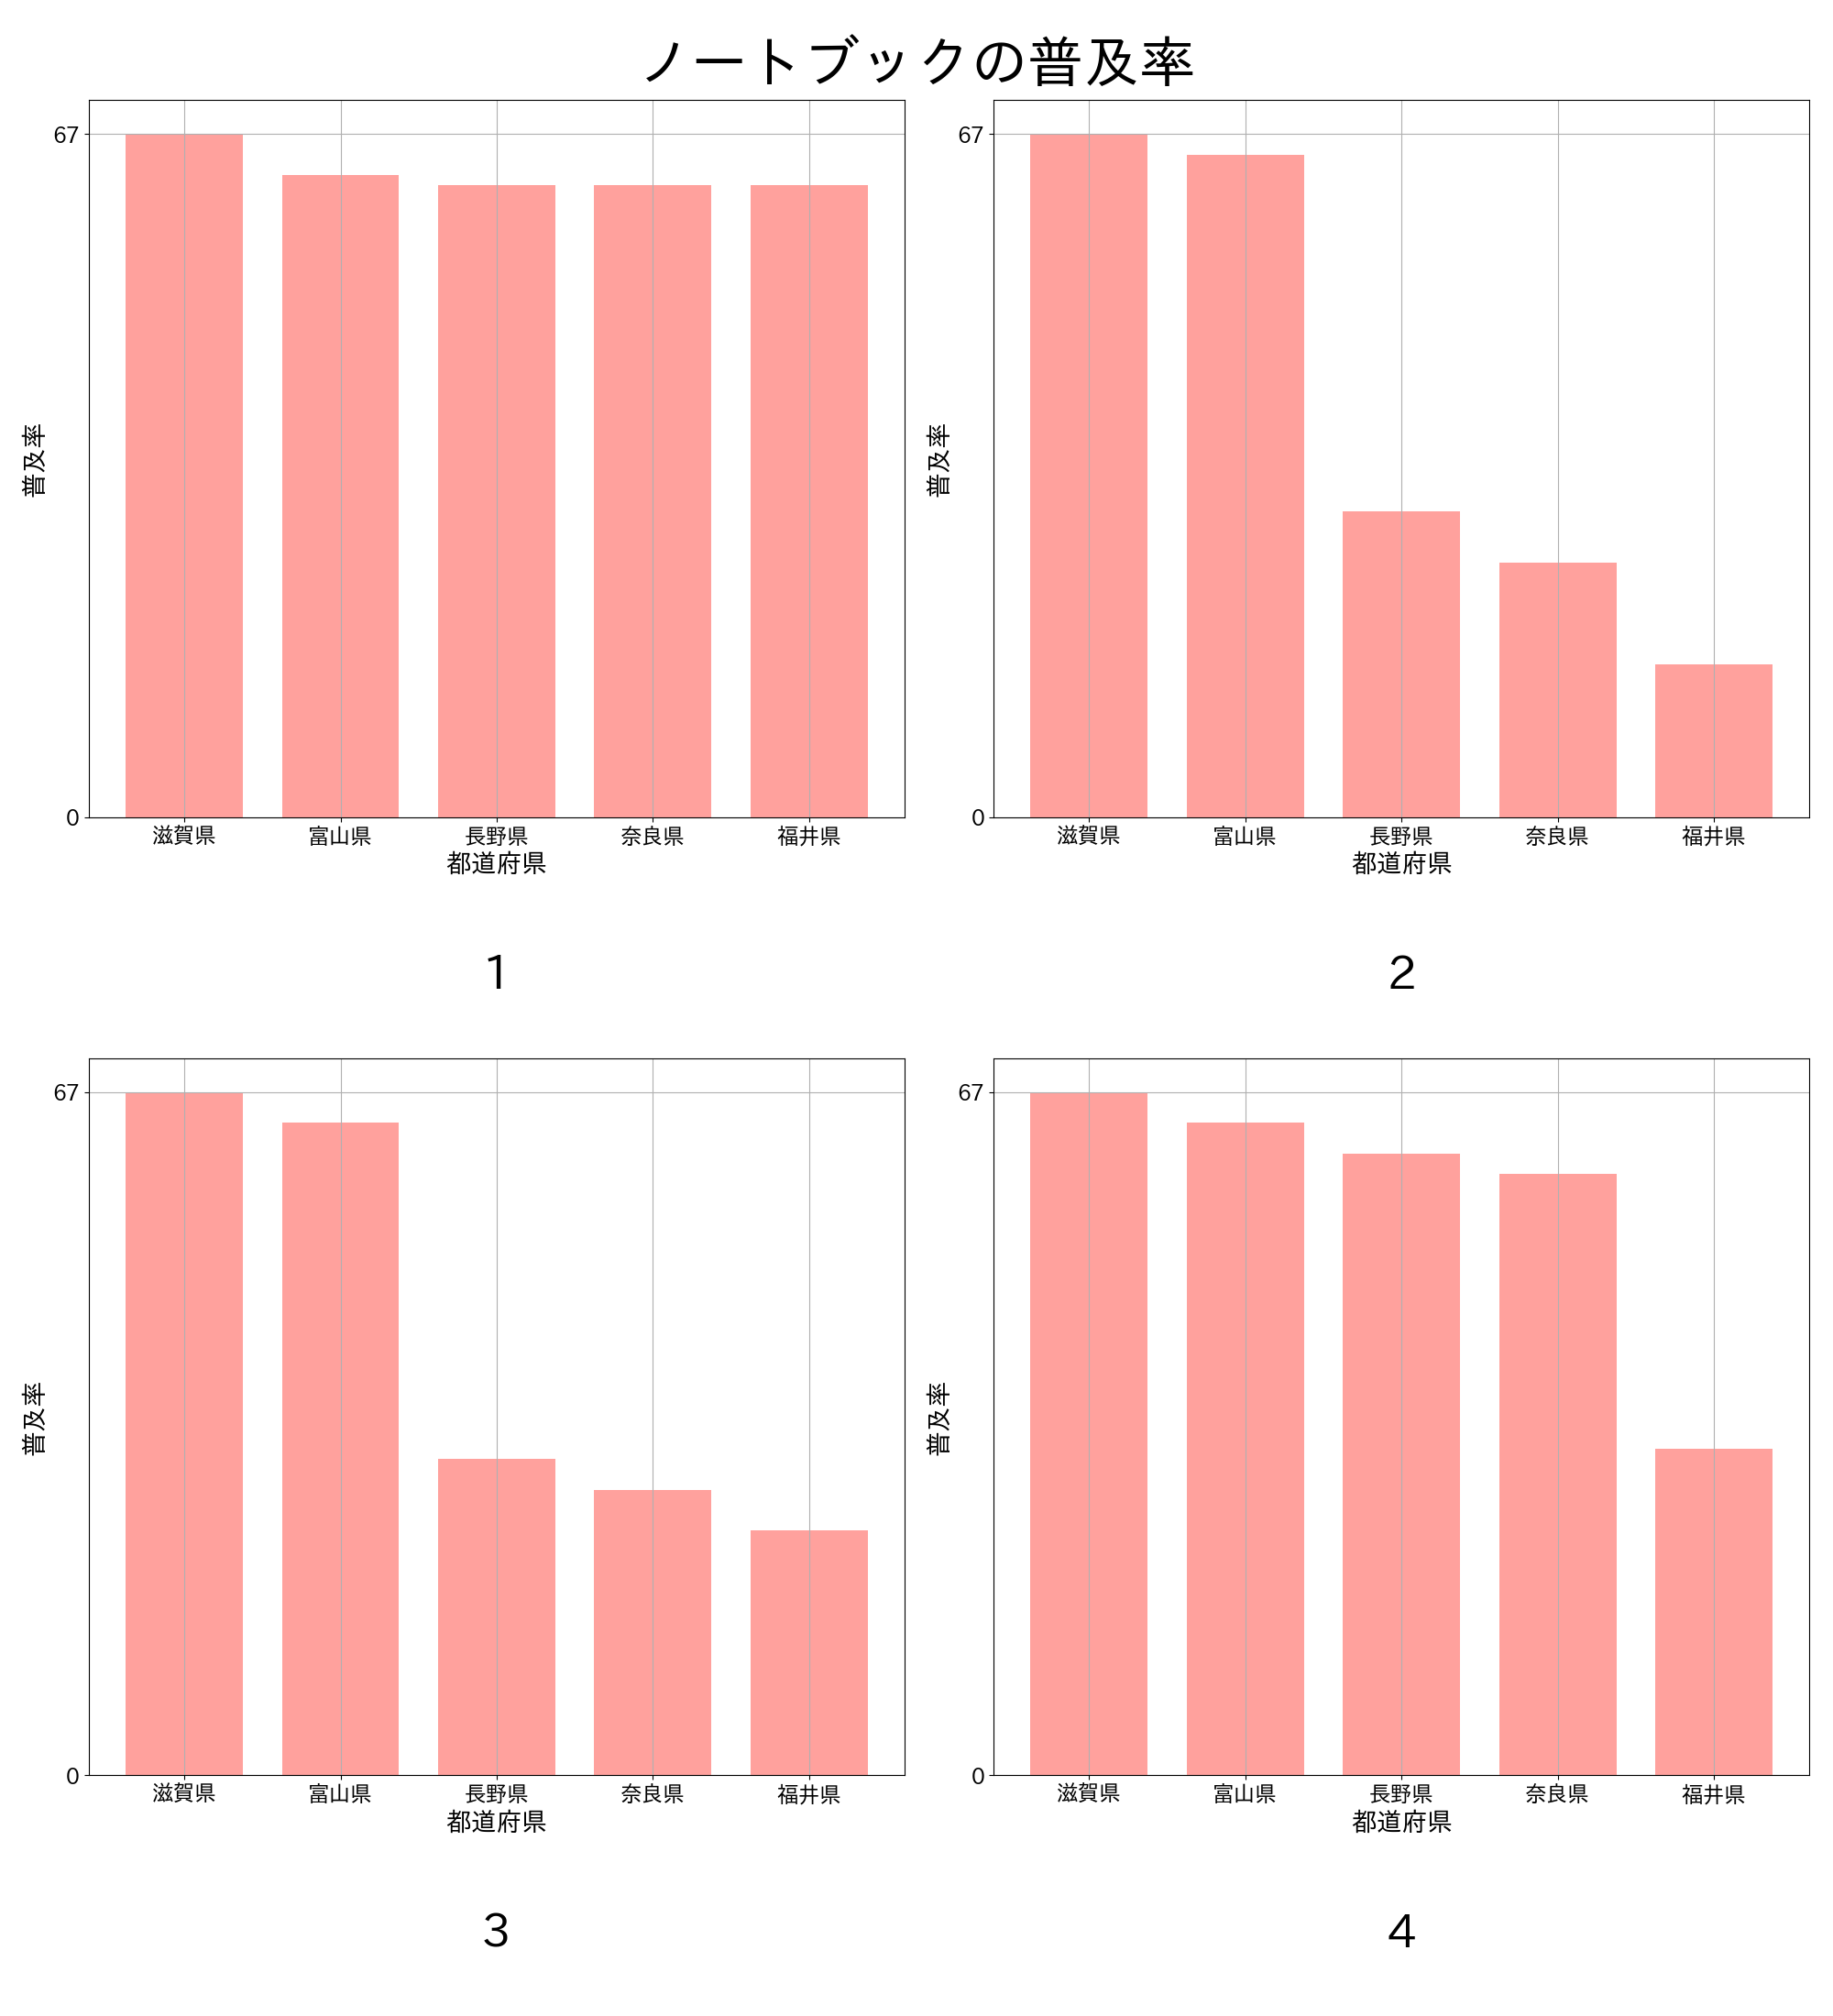 ノートブックの普及率
67
0
普及率
滋賀県 富山県 長野県 奈良県 福井県
都道府県
1
67
0
普及率
滋賀県 富山県 長野県 奈良県 福井県
都道府県
2
67
0
普及率
滋賀県 富山県 長野県 奈良県 福井県
都道府県
3
67
0
普及率
滋賀県 富山県 長野県 奈良県 福井県
都道府県
4